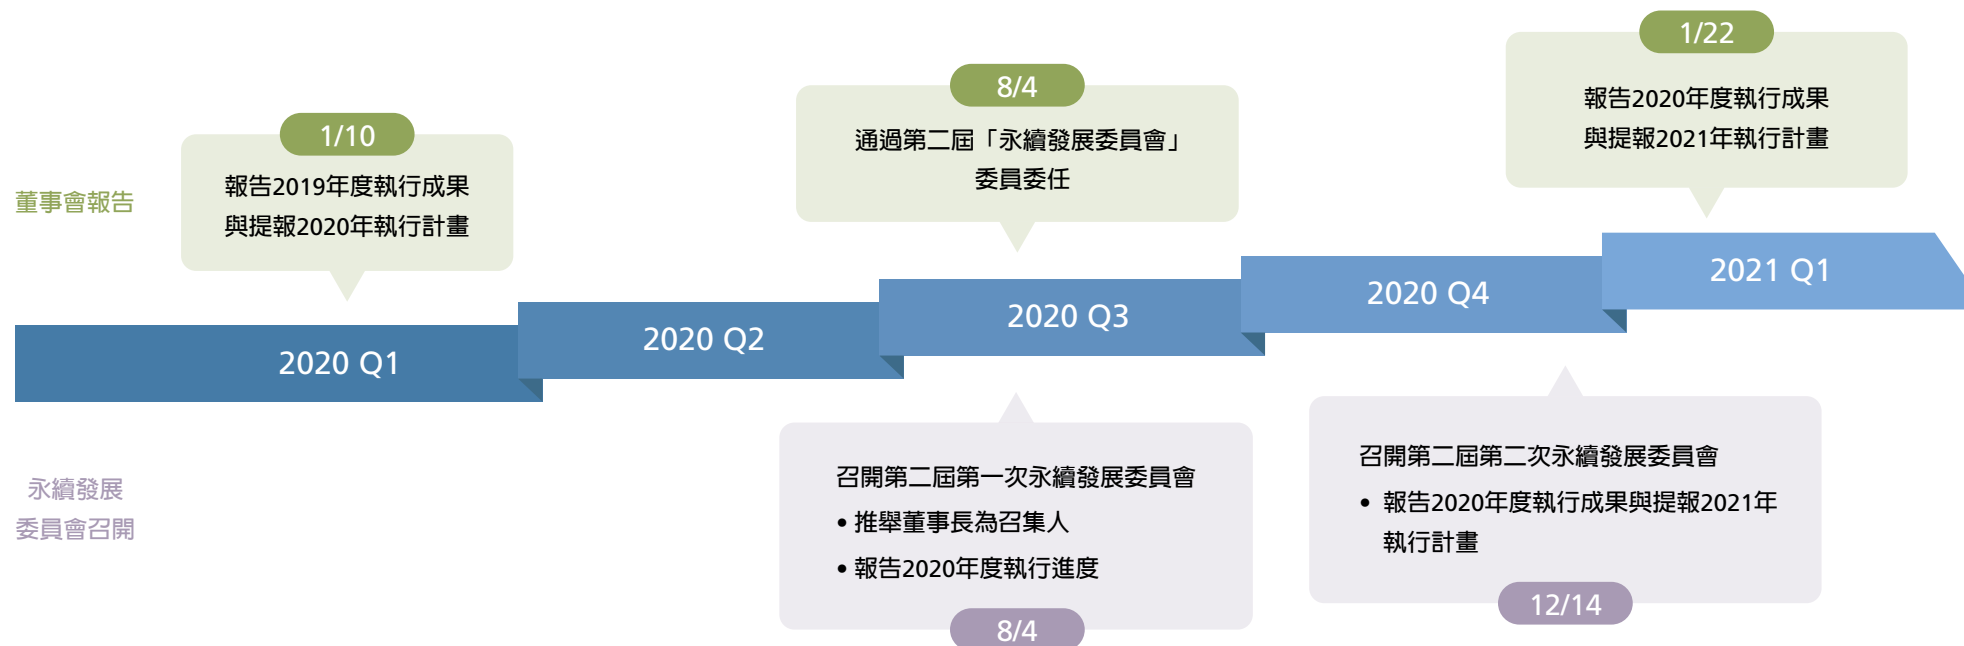 董事會報告
1/10
報告2019年度執行成果
與提報2020年執行計畫
8/4
通過第二屆「永續發展委員會」
委員委任
1/22
報告2020年度執行成果
與提報2021年執行計畫
2020 Q1
2020 Q2
2020 Q3
2020 Q4
2021 Q1
永續發展
委員會召開
召開第二屆第一次永續發展委員會
• 推舉董事長為召集人
• 報告2020年度執行進度
8/4
召開第二屆第二次永續發展委員會
• 報告2020年度執行成果與提報2021年
執行計畫
12/14